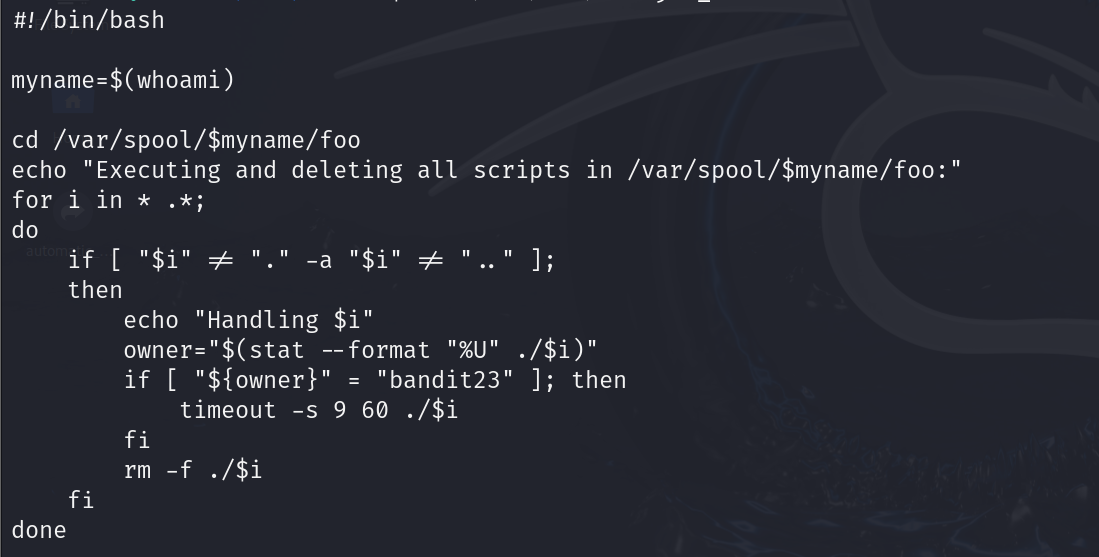 #!/bin/bash
myname=$(whoami)
cd /var/spool/$myname/foo
echo "Executing and deleting all scripts in /var/spool/$myname/foo:"
for i in * .*;
do
    if [ "$i" != "." -a "$i" != ".." ];
    then
        echo "Handling $i"
        owner="$(stat --format "%U" ./$i)"
        if [ "${owner}" = "bandit23" ]; then
            timeout -s 9 60 ./$i
        fi
        rm -f ./$i
    fi
done